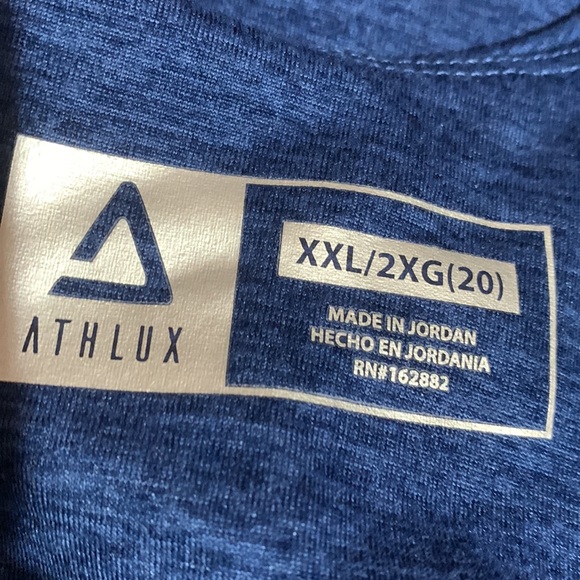 ATHLUX
XXL/2XG(20)
MADE IN JORDAN
HECHO EN JORDANIA
RN#162882